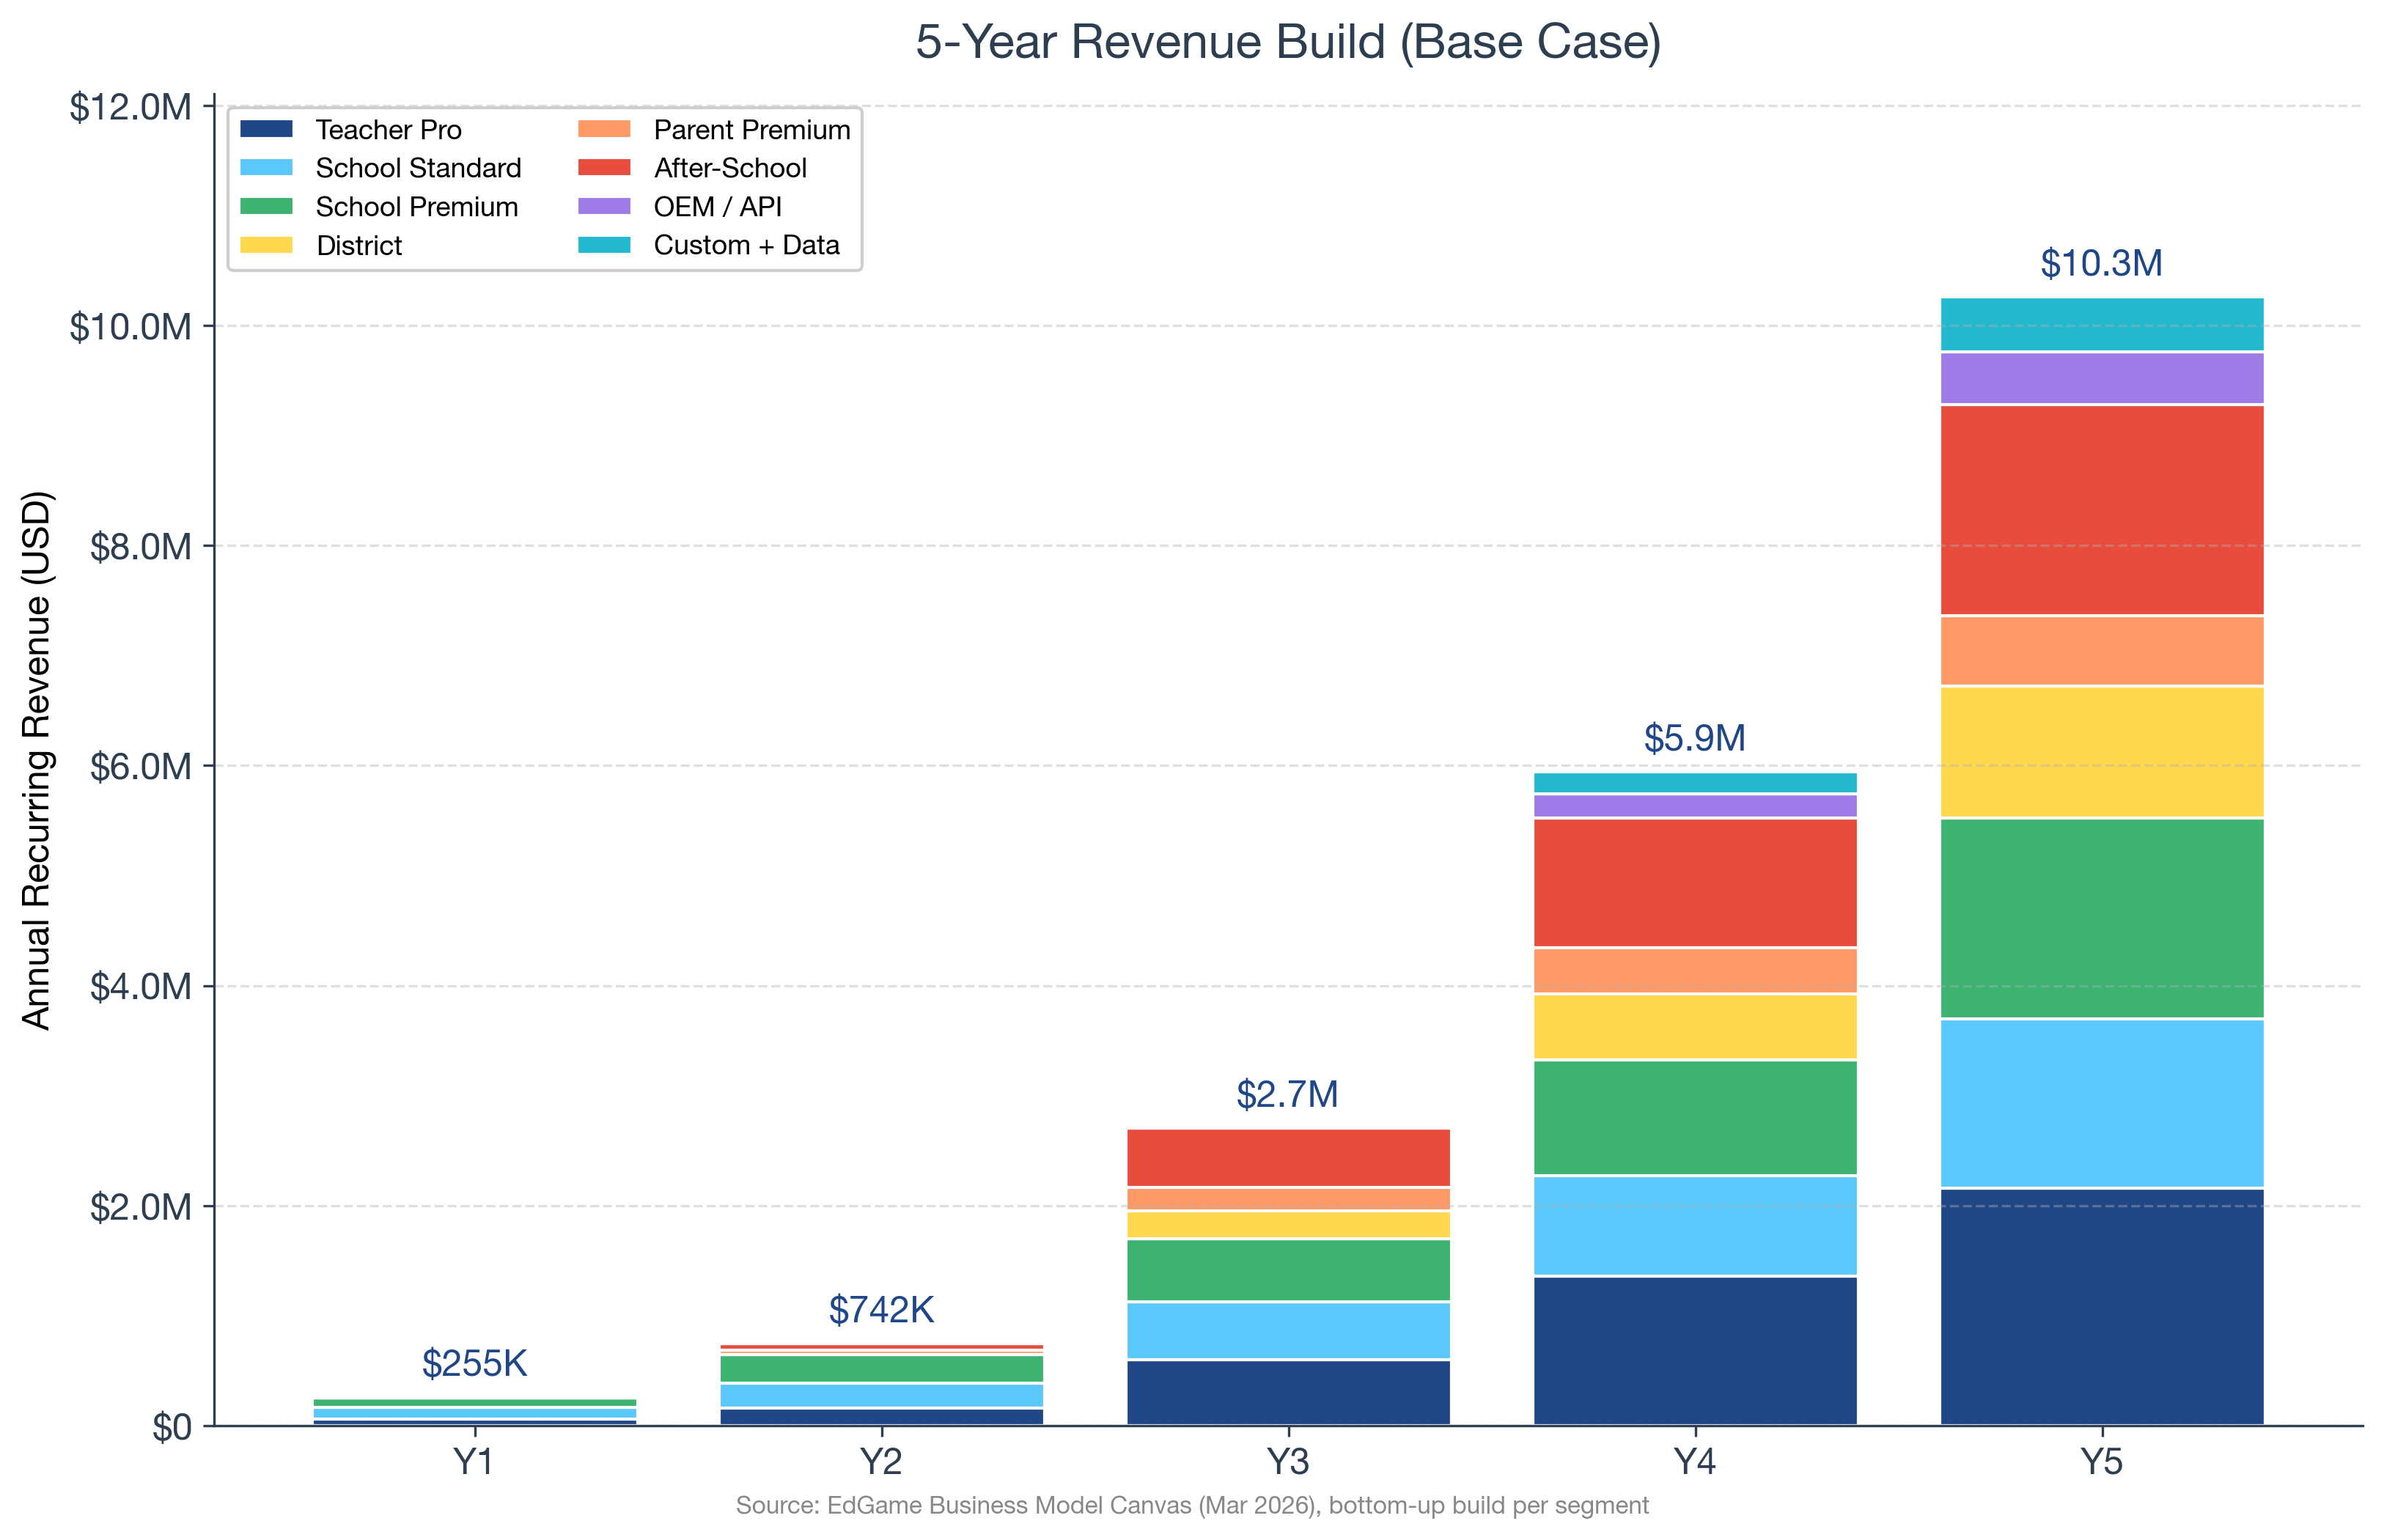 5-Year Revenue Build (Base Case)
Annual Recurring Revenue (USD)
$12.0M
$10.0M
$8.0M
$6.0M
$4.0M
$2.0M
$0
Teacher Pro
School Standard
School Premium
District
Parent Premium
After-School
OEM / API
Custom + Data
$255K
$742K
$2.7M
$5.9M
$10.3M
Y1
Y2
Y3
Y4
Y5
Source: EdGame Business Model Canvas (Mar 2026), bottom-up build per segment